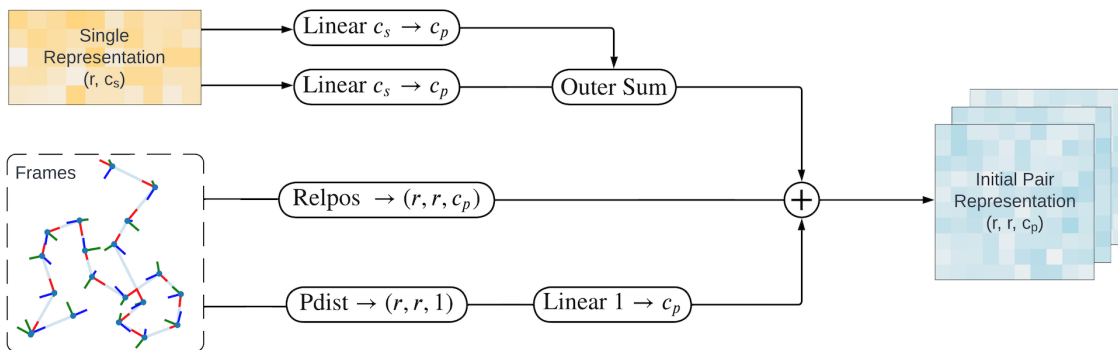 Single
Representation
(r, cₛ)
Linear cₛ → cₚ
Linear cₛ → cₚ
Outer Sum
Frames
Relpos → (r, r, cₚ)
Pdist → (r, r, 1)
Linear 1 → cₚ
+
Initial Pair
Representation
(r, r, cₚ)